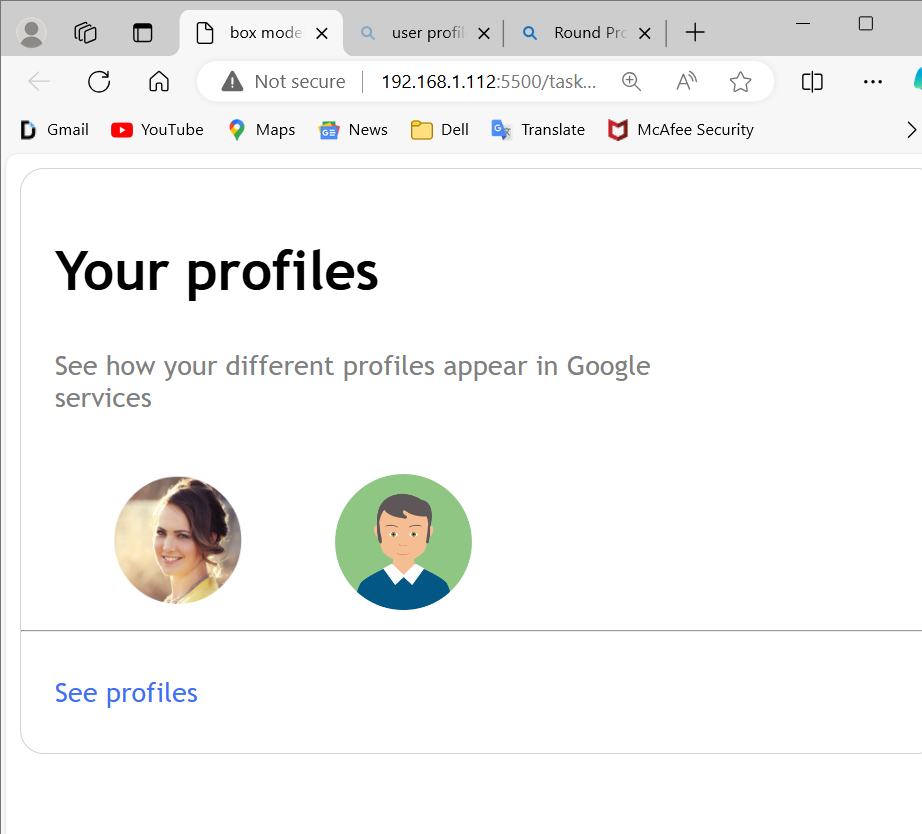 box mode
user profil
Round Pro
Not secure
192.168.1.112:5500/task...
A
Gmail
YouTube
Maps
News
Dell
Translate
McAfee Security
Your profiles
See how your different profiles appear in Google
services
See profiles